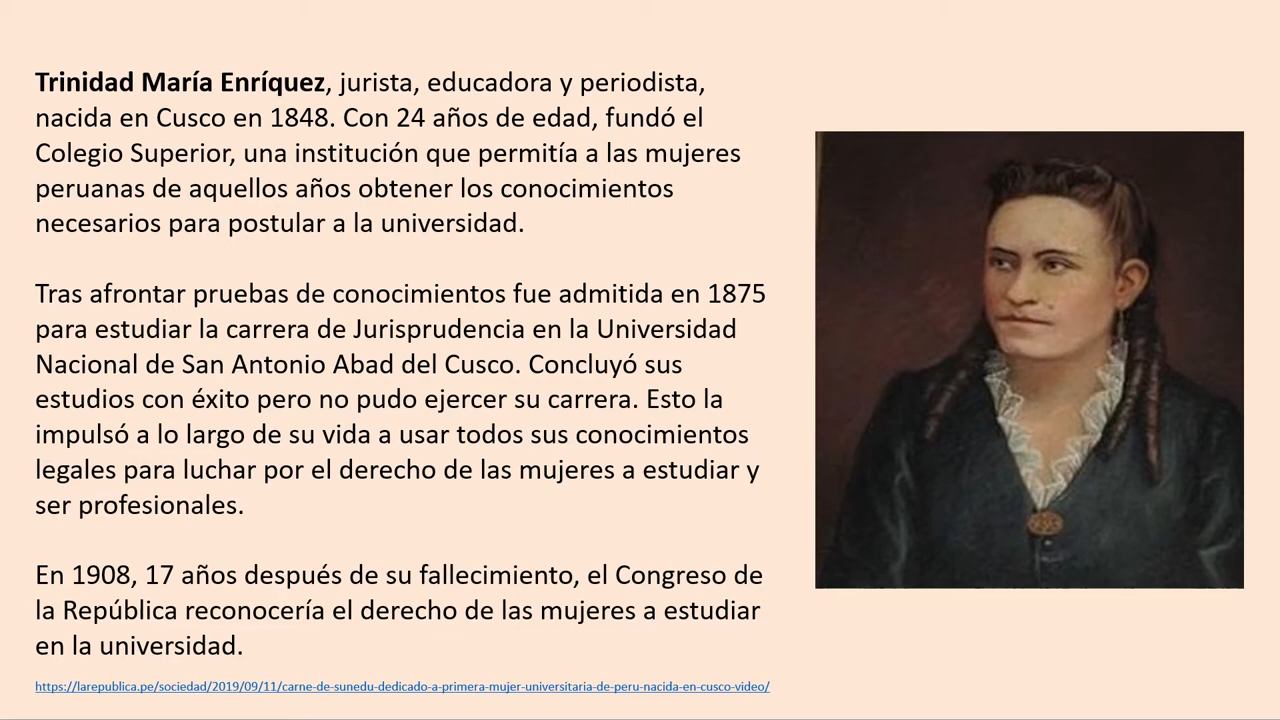 Trinidad María Enríquez, jurista, educadora y periodista,
nacida en Cusco en 1848. Con 24 años de edad, fundó el
Colegio Superior, una institución que permitía a las mujeres
peruanas de aquellos años obtener los conocimientos
necesarios para postular a la universidad.
Tras afrontar pruebas de conocimientos fue admitida en 1875
para estudiar la carrera de Jurisprudencia en la Universidad
Nacional de San Antonio Abad del Cusco. Concluyó sus
estudios con éxito pero no pudo ejercer su carrera. Esto la
impulsó a lo largo de su vida a usar todos sus conocimientos
legales para luchar por el derecho de las mujeres a estudiar y
ser profesionales.
En 1908, 17 años después de su fallecimiento, el Congreso de
la República reconocería el derecho de las mujeres a estudiar
en la universidad.
https://larepublica.pe/sociedad/2019/09/11/carne-de-sunedu-dedicado-a-primera-mujer-universitaria-de-peru-nacida-en-cusco-video/